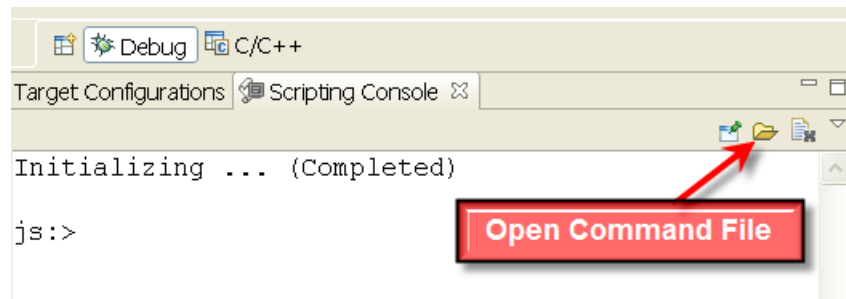 Debug C/C++
Target Configurations Scripting Console
Initializing ... (Completed)
js:>
Open Command File